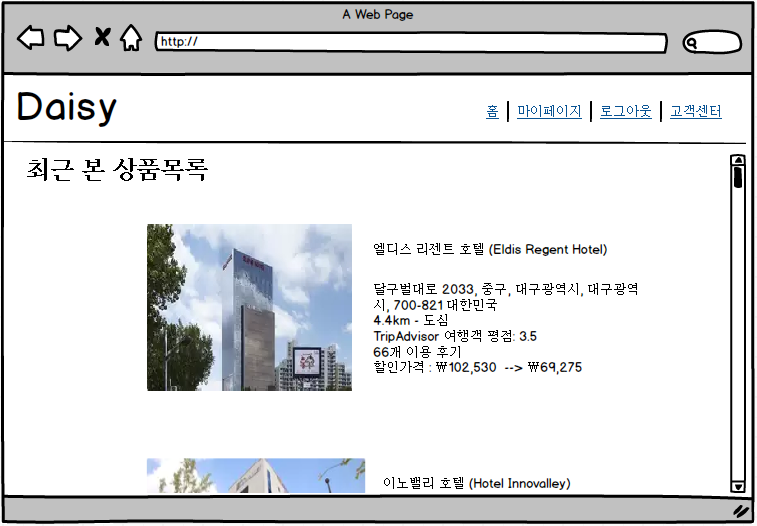 A Web Page
http://
Daisy
홈 | 마이페이지 | 로그아웃 | 고객센터
최근 본 상품목록
엘디스 리젠트 호텔 (Eldis Regent Hotel)
달구벌대로 2033, 중구, 대구광역시, 대구광역
시, 700-821 대한민국
4.4km - 도심
TripAdvisor 여행객 평점: 3.5
66개 이용 후기
할인가격 : ₩102,530 --> ₩69,275
이노밸리 호텔 (Hotel Innovalley)